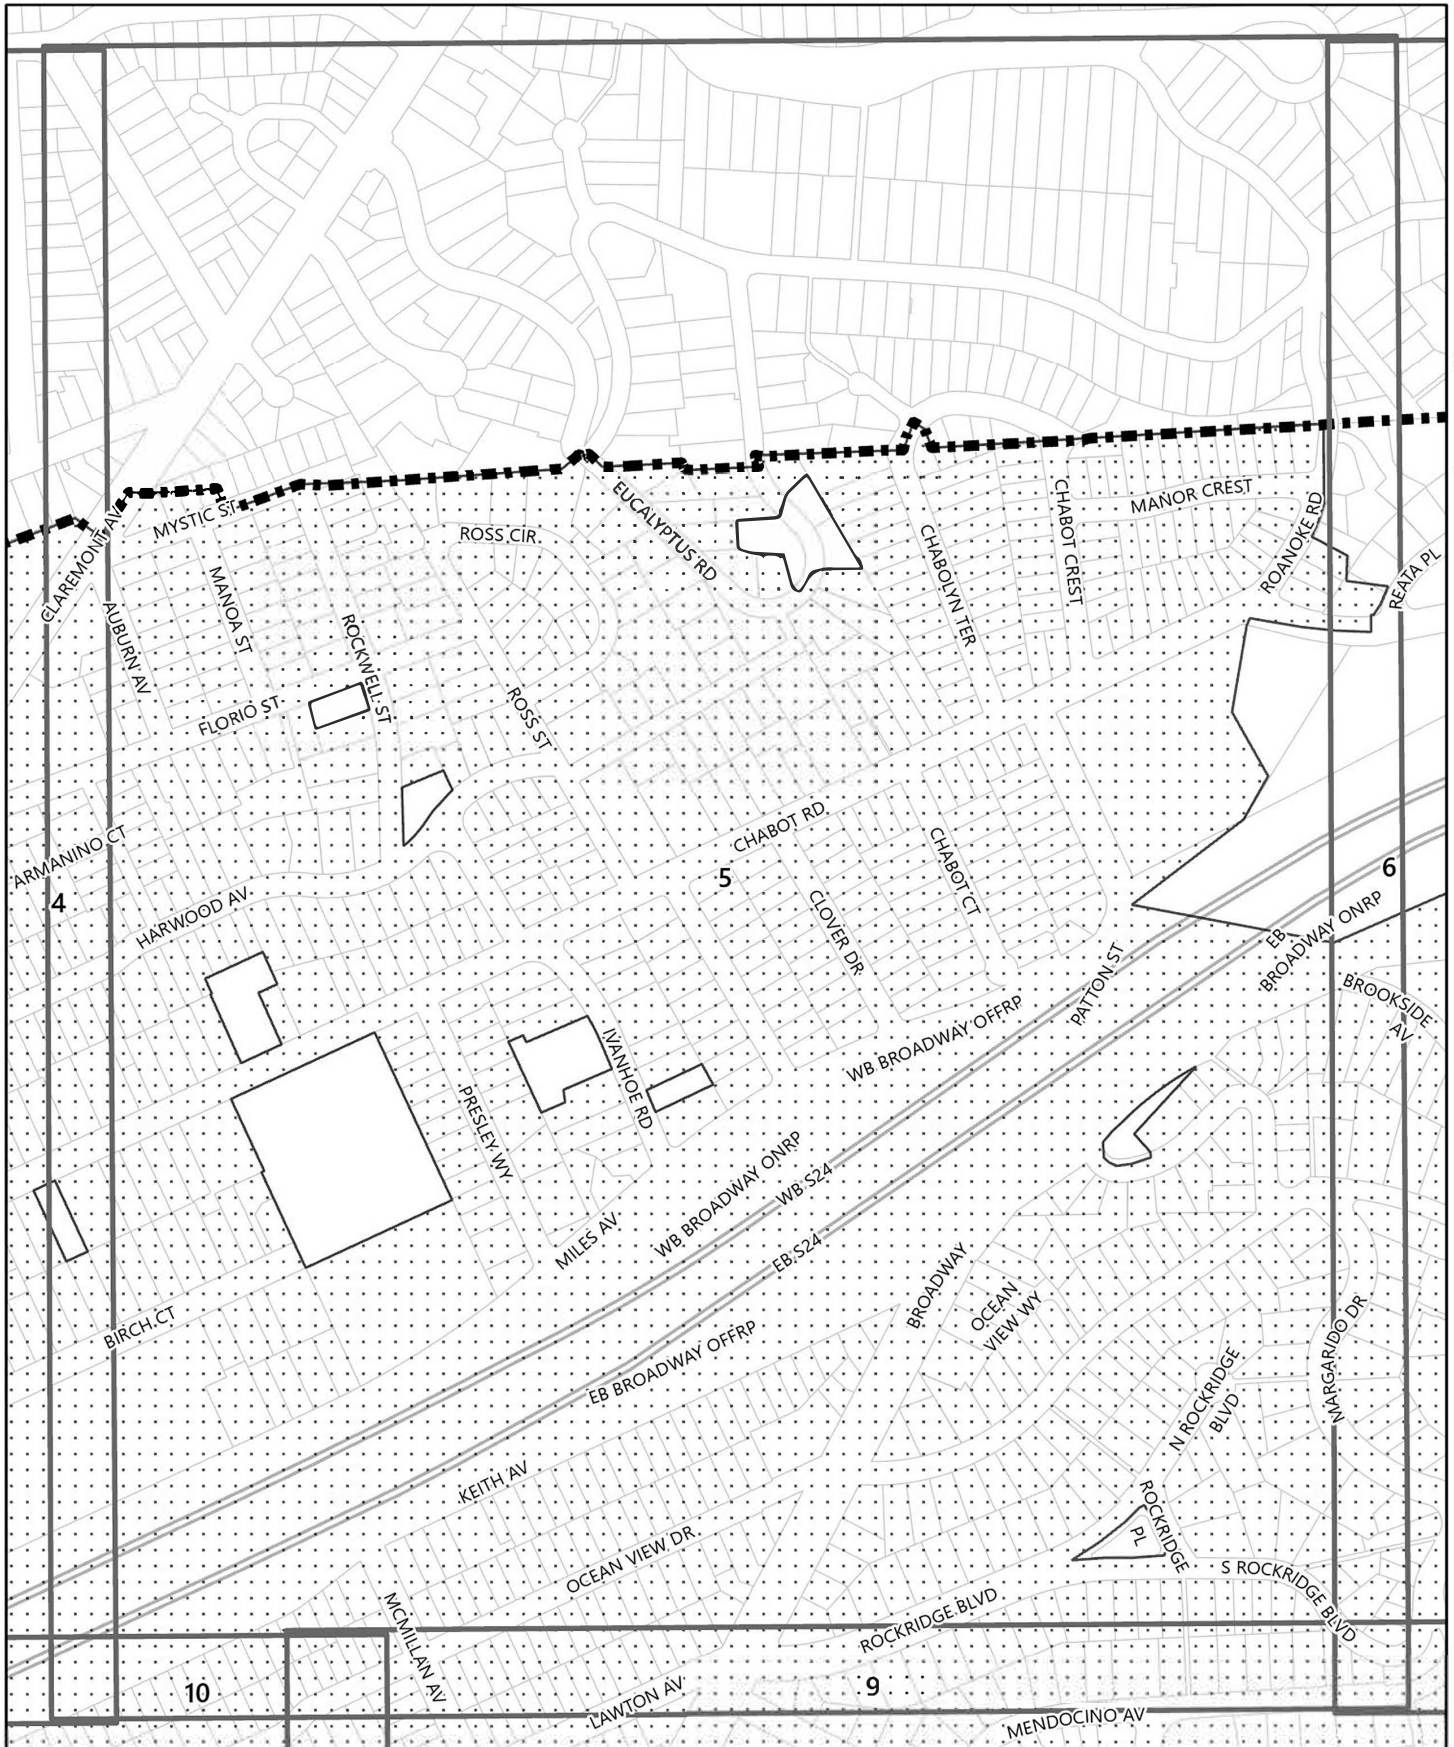 EUCALYPTUS RD
CHABOT CREST
MANOR CREST
ROANOKE RD
MYSTIC ST
CLAREMONT AV
ROSS CIR
CHABOLYN TER
REATA PL
MANOA ST
AUBURN AV
ROCKWELL ST
FLORIO ST
ROSS ST
CHABOT RD
ARMANINO CT
CHABOT CT
5
6
4
HARWOOD AV
CLOVER DR
EB
BROADWAY ONRP
PATTON ST
BROOKSIDE
AV
WB BROADWAY OFFRP
IVANHOE RD
PRESLEY WY
WB BROADWAY ONRP
WB S24
MILES AV
EB S24
BROADWAY
OCEAN
VIEW WY
BIRCH CT
EB BROADWAY OFFRP
MARGARIDO DR
N ROCKRIDGE
BLVD
KEITH AV
ROCKRIDGE
PL
OCEAN VIEW DR
S ROCKRIDGE BLVD
MCMILLAN AV
ROCKRIDGE BLVD
10
9
LAWTON AV
MENDOCINO AV